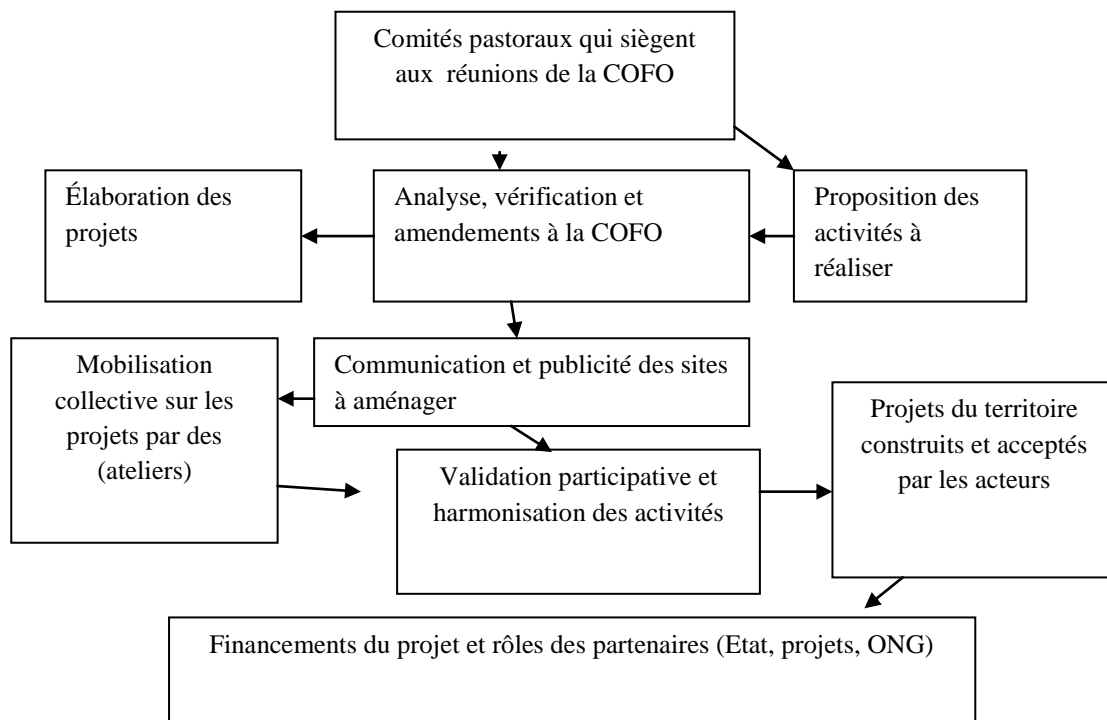 Comités pastoraux qui siègent
aux réunions de la COFO
Élaboration des
projets
Analyse, vérification et
amendements à la COFO
Proposition des
activités à
réaliser
Mobilisation
collective sur les
projets par des
(ateliers)
Communication et publicité des sites
à aménager
Projets du territoire
construits et acceptés
par les acteurs
Validation participative et
harmonisation des activités
Financements du projet et rôles des partenaires (Etat, projets, ONG)